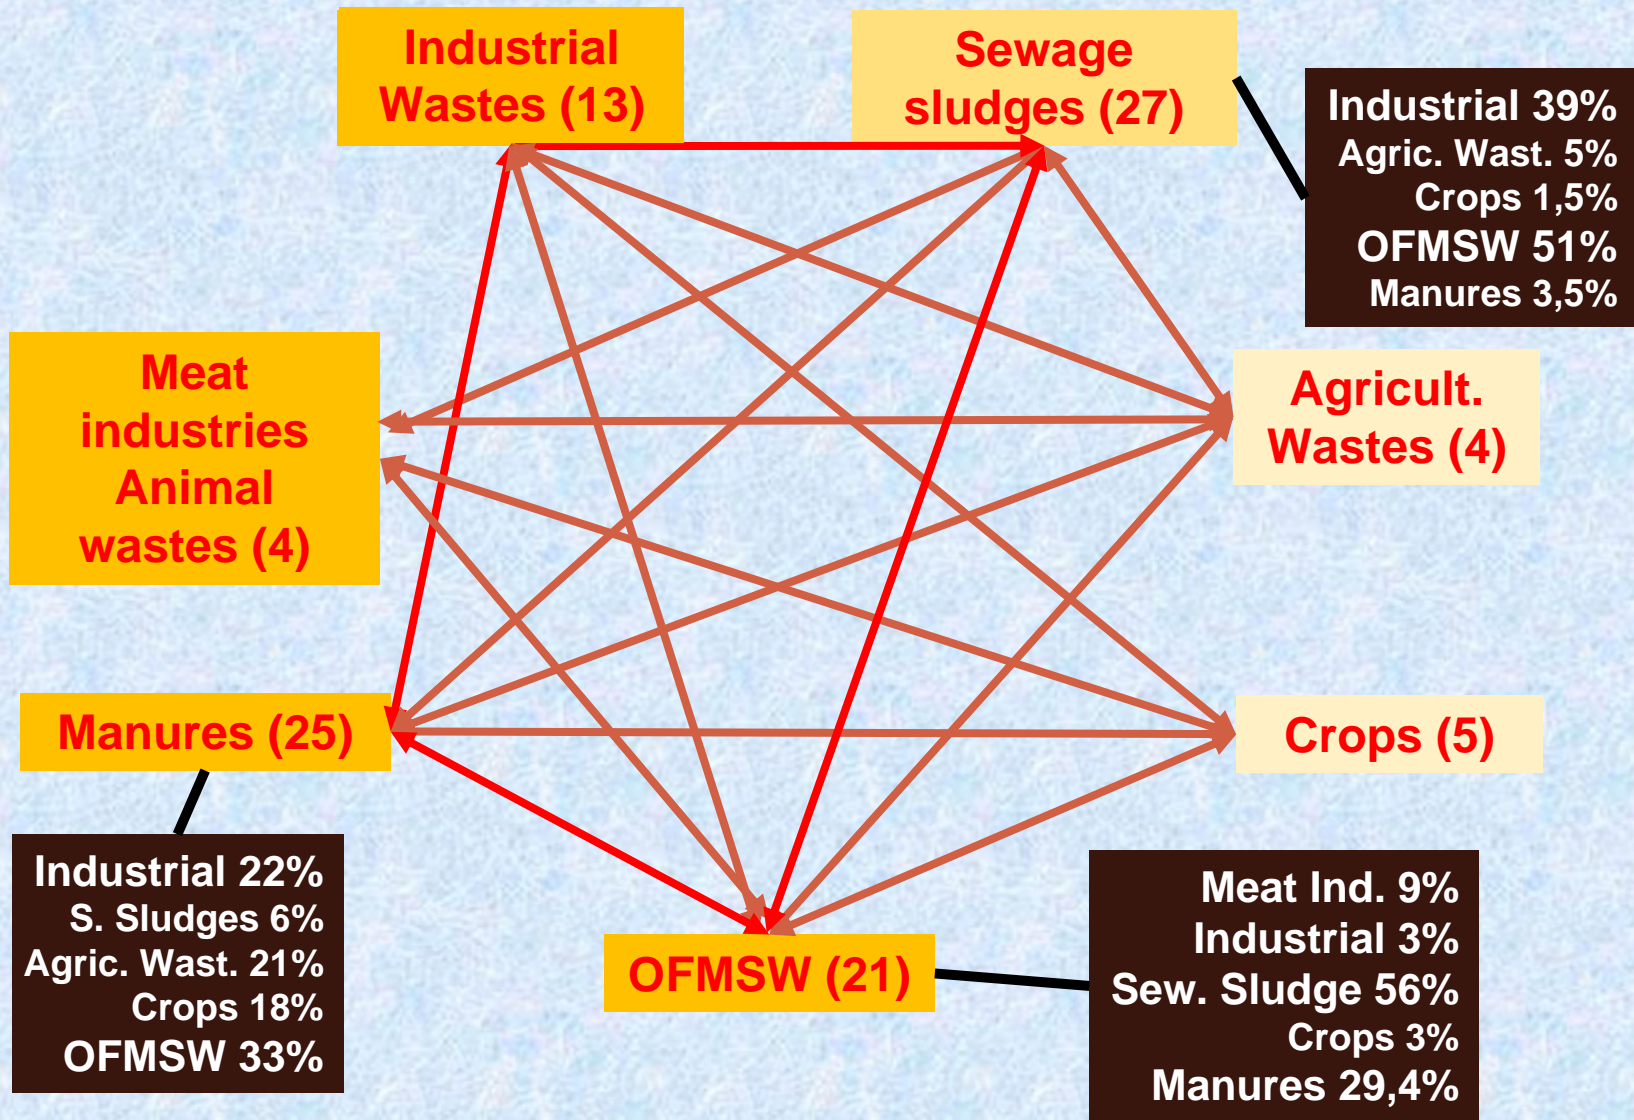 Industrial
Wastes (13)
Sewage
sludges (27)
Industrial 39%
Agric. Wast. 5%
Crops 1,5%
OFMSW 51%
Manures 3,5%
Meat
industries
Animal
wastes (4)
Agricult.
Wastes (4)
Manures (25)
Crops (5)
Industrial 22%
S. Sludges 6%
Agric. Wast. 21%
Crops 18%
OFMSW 33%
OFMSW (21)
Meat Ind. 9%
Industrial 3%
Sew. Sludge 56%
Crops 3%
Manures 29,4%